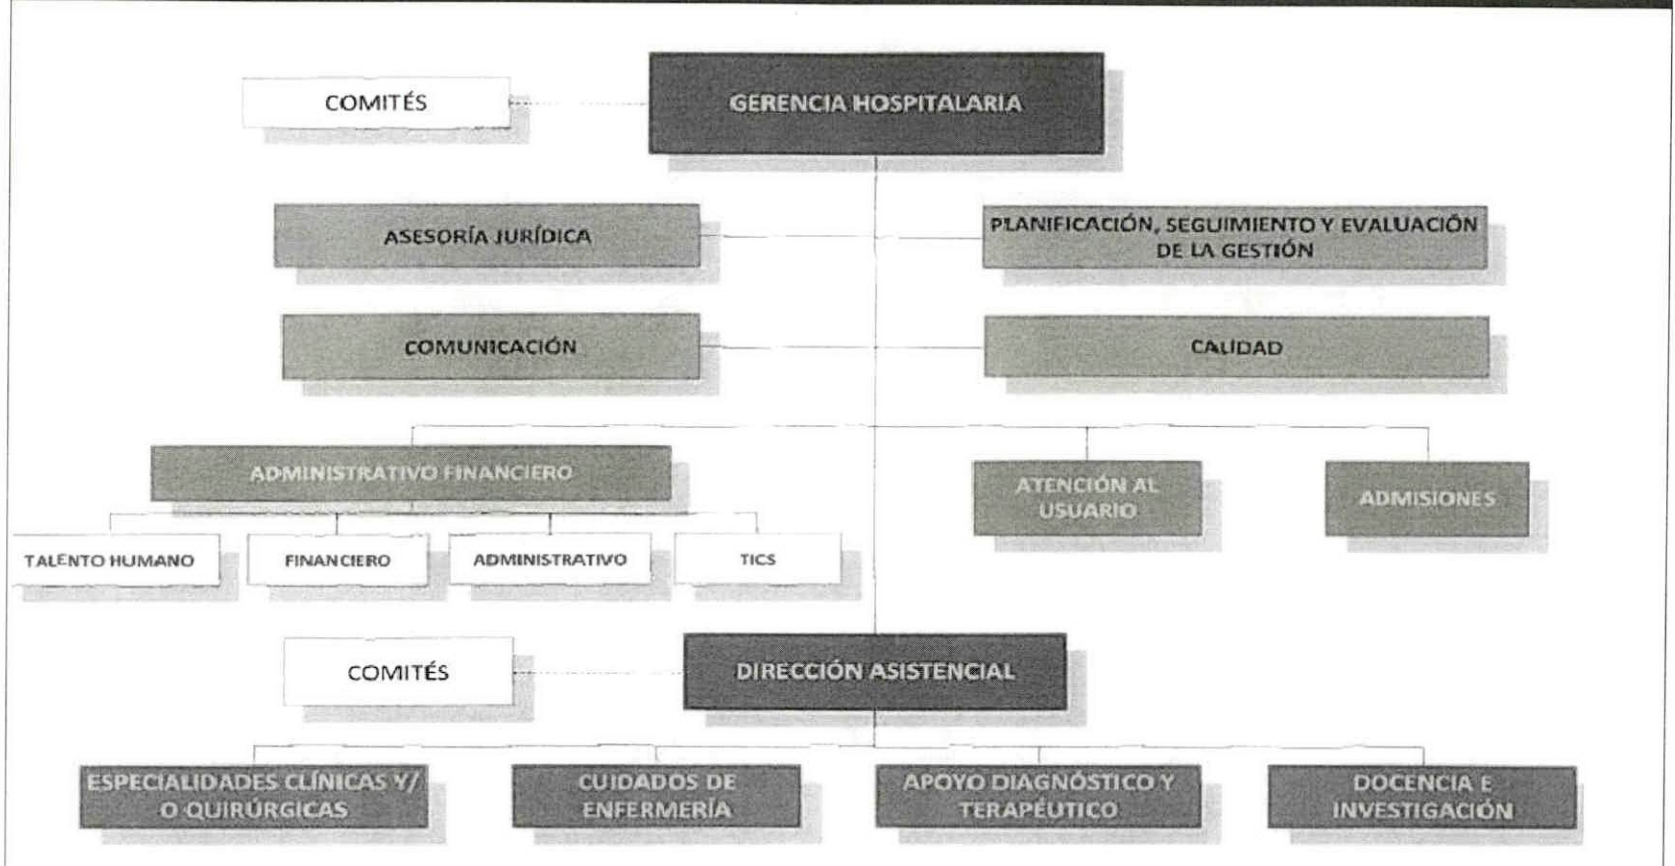 COMITÉS
GERENCIA HOSPITALARIA
ASESORÍA JURÍDICA
PLANIFICACIÓN, SEGUIMIENTO Y EVALUACIÓN
DE LA GESTIÓN
COMUNICACIÓN
CALIDAD
ADMINISTRATIVO FINANCIERO
ATENCIÓN AL
USUARIO
ADMISIONES
TALENTO HUMANO
FINANCIERO
ADMINISTRATIVO
TICS
COMITÉS
DIRECCIÓN ASISTENCIAL
ESPECIALIDADES CLÍNICAS Y/
O QUIRÚRGICAS
CUIDADOS DE
ENFERMERÍA
APOYO DIAGNÓSTICO Y
TERAPÉUTICO
DOCENCIA E
INVESTIGACIÓN